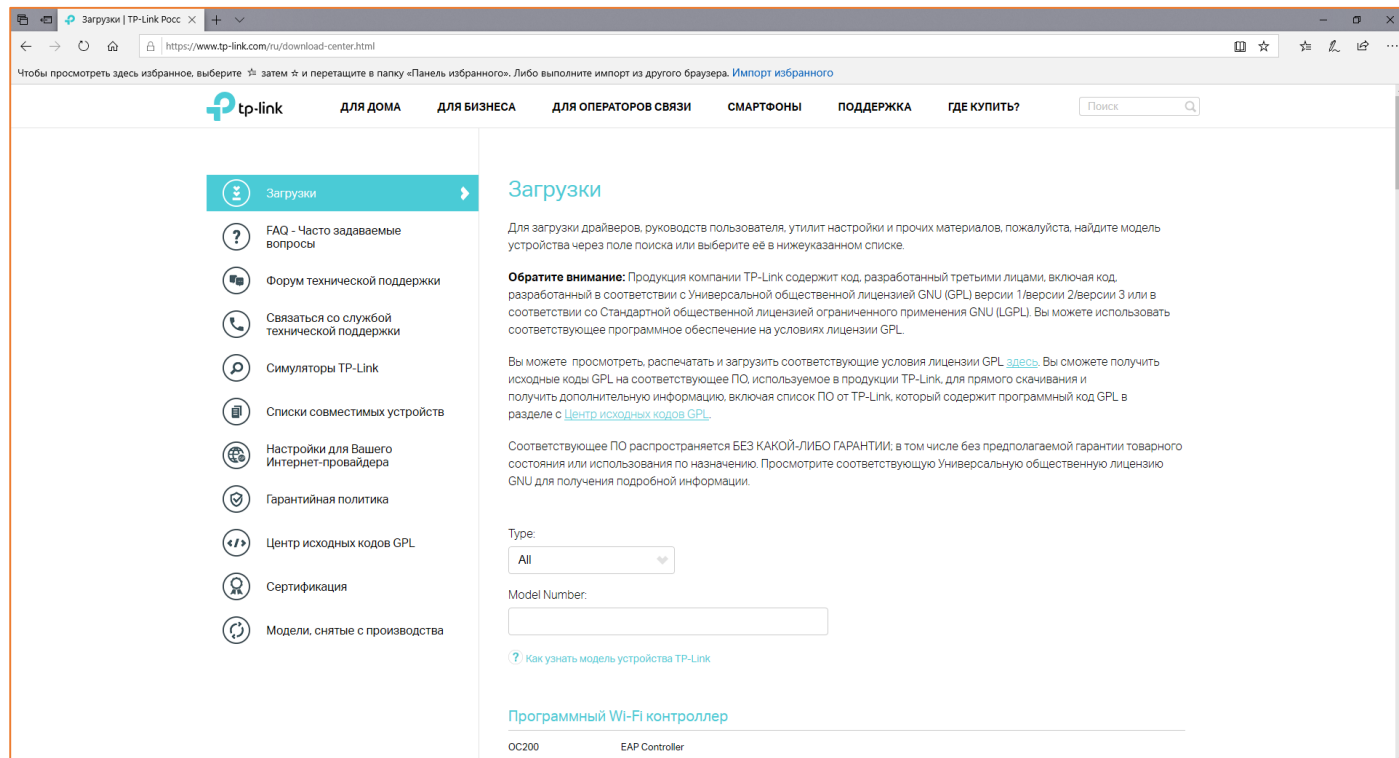 Загрузки | TP-Link Росс
https://www.tp-link.com/ru/download-center.html
Чтобы просмотреть здесь избранное, выберите затем и перетащите в папку «Панель избранного». Либо выполните импорт из другого браузера. Импорт избранного
tp-link ДЛЯ ДОМА ДЛЯ БИЗНЕСА ДЛЯ ОПЕРАТОРОВ СВЯЗИ СМАРТФОНЫ ПОДДЕРЖКА ГДЕ КУПИТЬ? Поиск
Загрузки
FAQ - Часто задаваемые
вопросы
Форум технической поддержки
Связаться со службой
технической поддержки
Симуляторы TP-Link
Списки совместимых устройств
Настройки для Вашего
Интернет-провайдера
Гарантийная политика
Центр исходных кодов GPL
Сертификация
Модели, снятые с производства
Загрузки
Для загрузки драйверов, руководств пользователя, утилит настройки и прочих материалов, пожалуйста, найдите модель
устройства через поле поиска или выберите её в нижеуказанном списке.
Обратите внимание: Продукция компании TP-Link содержит код, разработанный третьими лицами, включая код,
разработанный в соответствии с Универсальной общественной лицензией GNU (GPL) версии 1/версии 2/версии 3 или в
соответствии со Стандартной общественной лицензией ограниченного применения GNU (LGPL). Вы можете использовать
соответствующее программное обеспечение на условиях лицензии GPL.
Вы можете просмотреть, распечатать и загрузить соответствующие условия лицензии GPL здесь. Вы сможете получить
исходные коды GPL на соответствующее ПО, используемое в продукции TP-Link, для прямого скачивания и
получить дополнительную информацию, включая список ПО от TP-Link, который содержит программный код GPL в
разделе с Центр исходных кодов GPL.
Соответствующее ПО распространяется БЕЗ КАКОЙ-ЛИБО ГАРАНТИИ; в том числе без предполагаемой гарантии товарного
состояния или использования по назначению. Просмотрите соответствующую Универсальную общественную лицензию
GNU для получения подробной информации.
Type:
All
Model Number:
? Как узнать модель устройства TP-Link
Программный Wi-Fi контроллер
OC200 EAP Controller